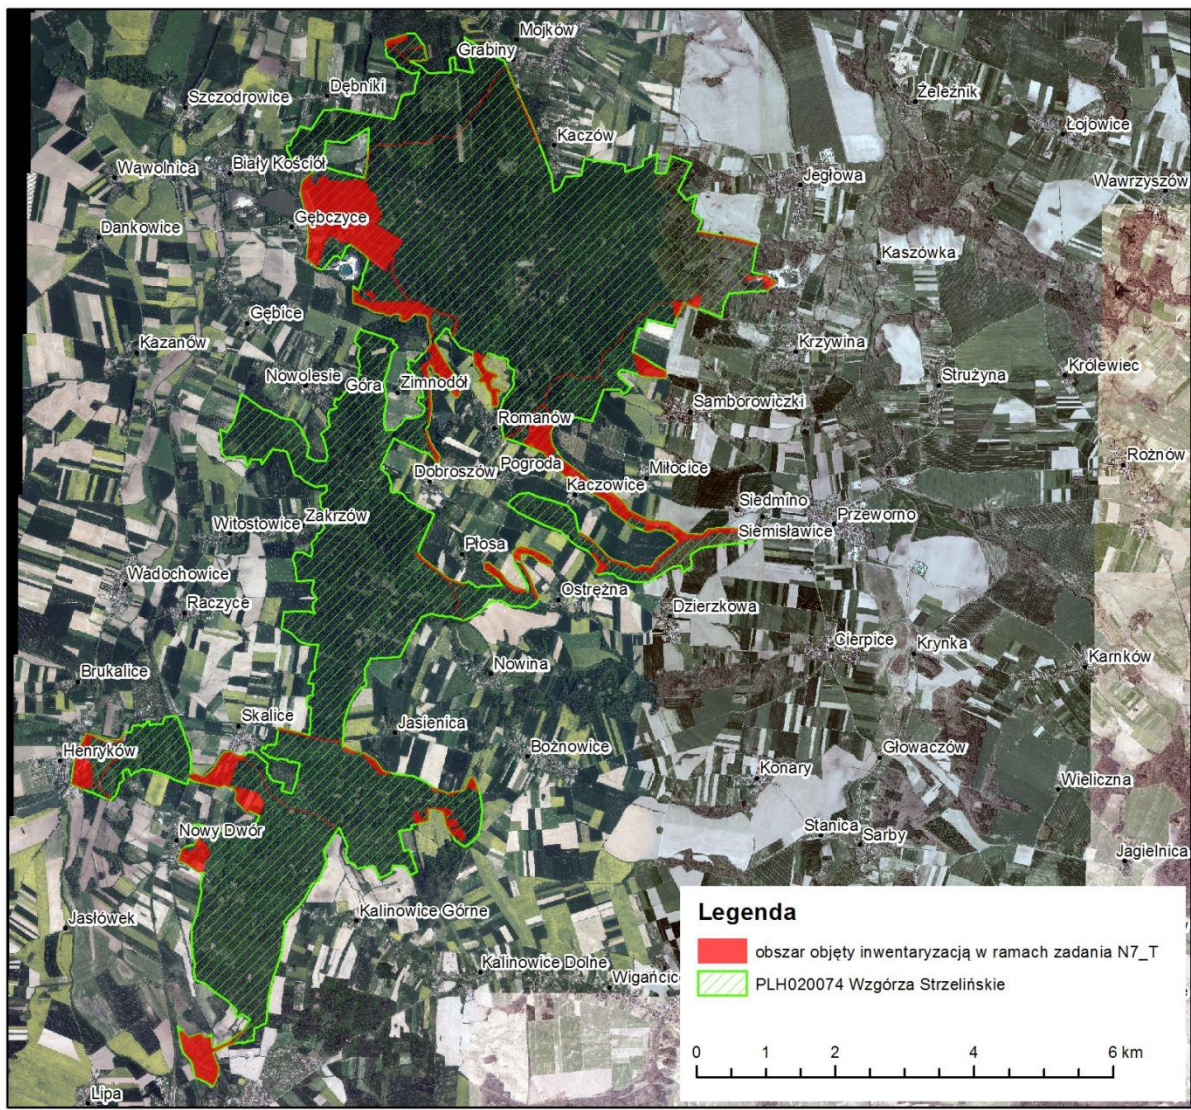 Mojków
Grabiny
Dębniki
Szczodrowice
Żeleźnik
Łojowice
Kaczów
Biały Kościół
Wąwolnica
Jegłowa
Wawrzyszów
Gębczyce
Dankowice
Kaszówka
Gębice
Kazanów
Krzywina
Królewiec
Strużyna
Nowolesie
Góra
Zimnodół
Samborowiczki
Romanów
Rożnów
Dobroszów
Pogroda
Miłocice
Kaczowice
Siedmino
Przeworno
Zakrzów
Witostowice
Siemisławice
Płosa
Wadochowice
Raczyce
Ostrężna
Dzierzkowa
Cierpice
Krynka
Karnków
Nowina
Brukalice
Skalice
Jasienica
Henryków
Bożnowice
Głowaczów
Konary
Wieliczna
Nowy Dwór
Stanica
Sarby
Jagielnica
Jasłówek
Kalinowice Górne
Kalinowice Dolne
Wigańcice
Lipa
Legenda
obszar objęty inwentaryzacją w ramach zadania N7_T
PLH020074 Wzgórza Strzelińskie
0 1 2 4 6 km